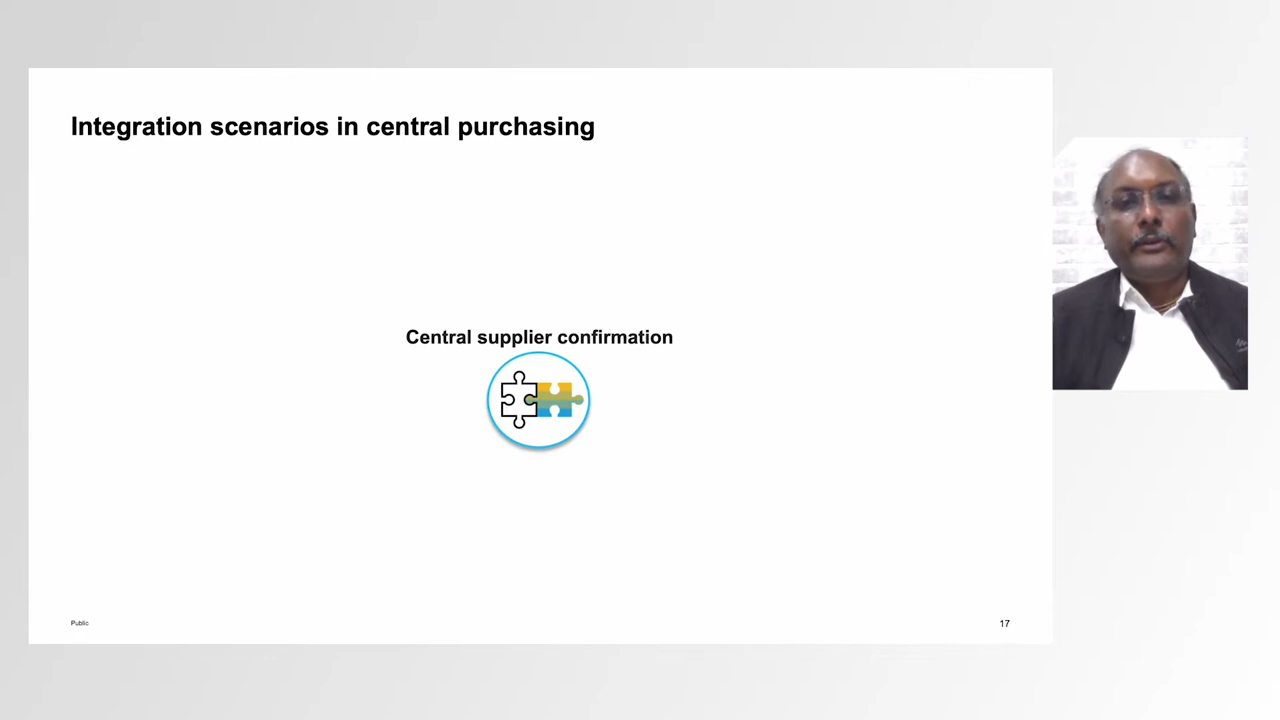 Integration scenarios in central purchasing
Central supplier confirmation
Public
17